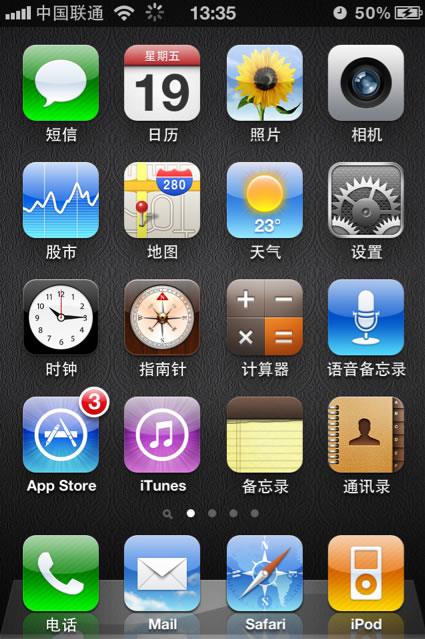 中国联通 13:35 50%
星期五
19
短信 日历 照片 相机
280
23°
股市 地图 天气 设置
时钟 指南针 计算器 语音备忘录
3
App Store iTunes 备忘录 通讯录
电话 Mail Safari iPod